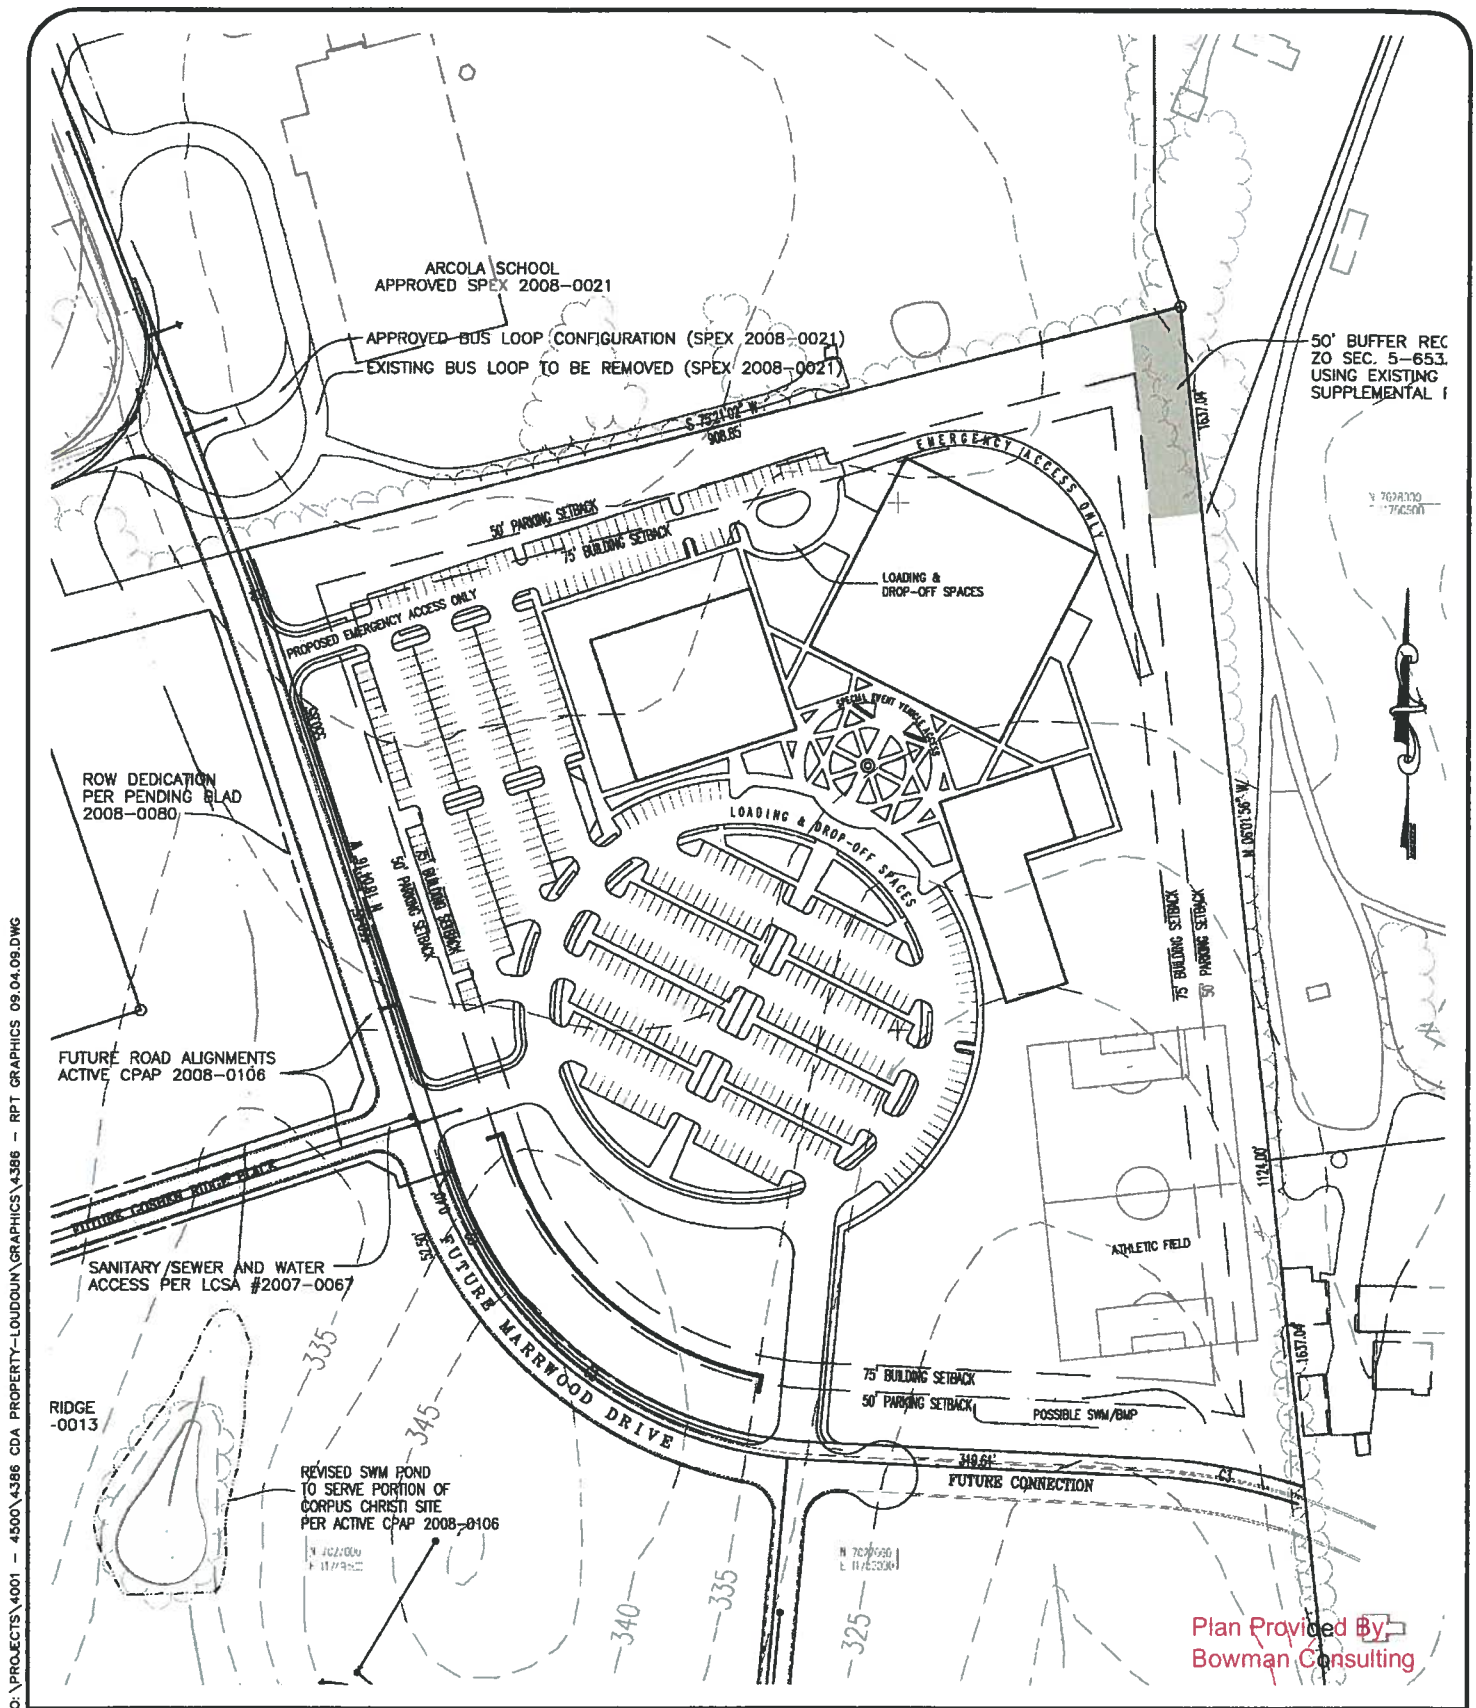 ARCOLA SCHOOL
APPROVED SPEX 2008-0021
APPROVED BUS LOOP CONFIGURATION (SPEX 2008-0021)
EXISTING BUS LOOP TO BE REMOVED (SPEX 2008-0021)
50' BUFFER REC
ZO SEC. 5-653.
USING EXISTING
SUPPLEMENTAL
1637.04'
S 75°21'02" W
908.85'
EMERGENCY ACCESS ONLY
50' PARKING SETBACK
75' BUILDING SETBACK
LOADING &
DROP-OFF SPACES
PROPOSED EMERGENCY ACCESS ONLY
SPECIAL EVENT VEHICLE ACCESS
ROW DEDICATION
PER PENDING BLAD
2008-0080
LOADING & DROP-OFF SPACES
75' BUILDING SETBACK
50' PARKING SETBACK
N 06°01'56" W
75' BUILDING SETBACK
50' PARKING SETBACK
FUTURE ROAD ALIGNMENTS
ACTIVE CPAP 2008-0106
FUTURE GOSHEN RIDGE PLACE
1124.00'
ATHLETIC FIELD
SANITARY SEWER AND WATER
ACCESS PER LCSA #2007-0067
52.50'
FUTURE MARRWOOD DRIVE
335
345
1637.04'
75' BUILDING SETBACK
50' PARKING SETBACK
POSSIBLE SWM/BMP
RIDGE
-0013
319.61'
FUTURE CONNECTION
C3
REVISED SWM POND
TO SERVE PORTION OF
CORPUS CHRISTI SITE
PER ACTIVE CPAP 2008-0106
340
335
325
Plan Provided By:
Bowman Consulting
O:\PROJECTS\4001 - 4500\4386 CDA PROPERTY-LOUDOUN\GRAPHICS\4386 - RPT GRAPHICS 09.04.09.DWG